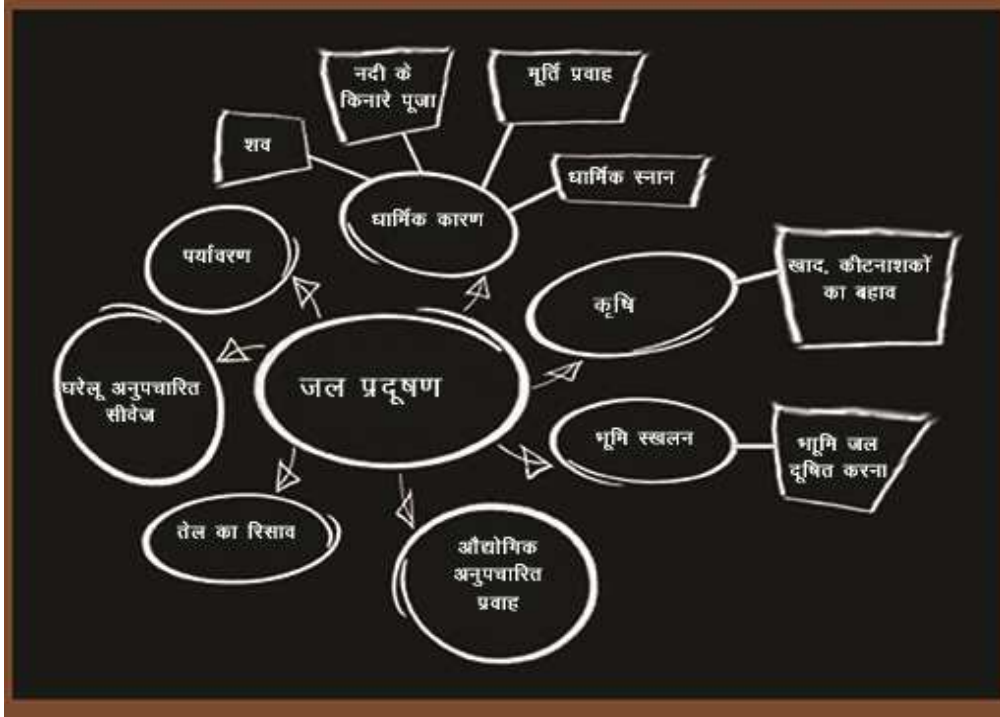 नदी के
किनारे पूजा
मूर्ति प्रवाह
शव
धार्मिक स्नान
धार्मिक कारण
पर्यावरण
खाद, कीटनाशकों
का बहाव
कृषि
जल प्रदूषण
घरेलू अनुपचारित
सीवेज
भूमि स्खलन
भाूमि जल
दूषित करना
तेल का रिसाव
औद्योगिक
अनुपचारित
प्रवाह